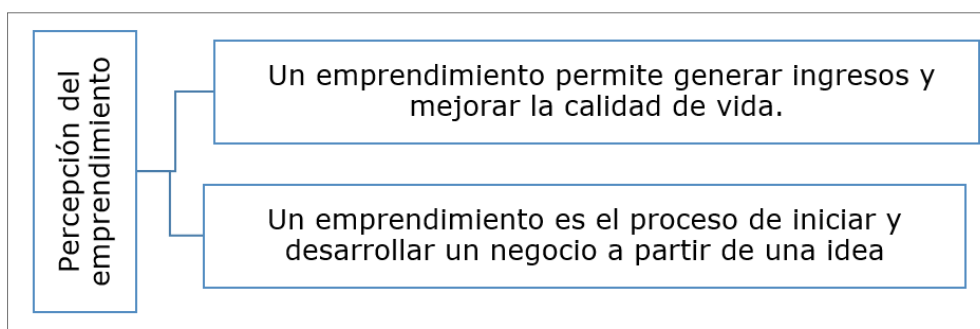 Percepción del
emprendimiento
Un emprendimiento permite generar ingresos y
mejorar la calidad de vida.
Un emprendimiento es el proceso de iniciar y
desarrollar un negocio a partir de una idea